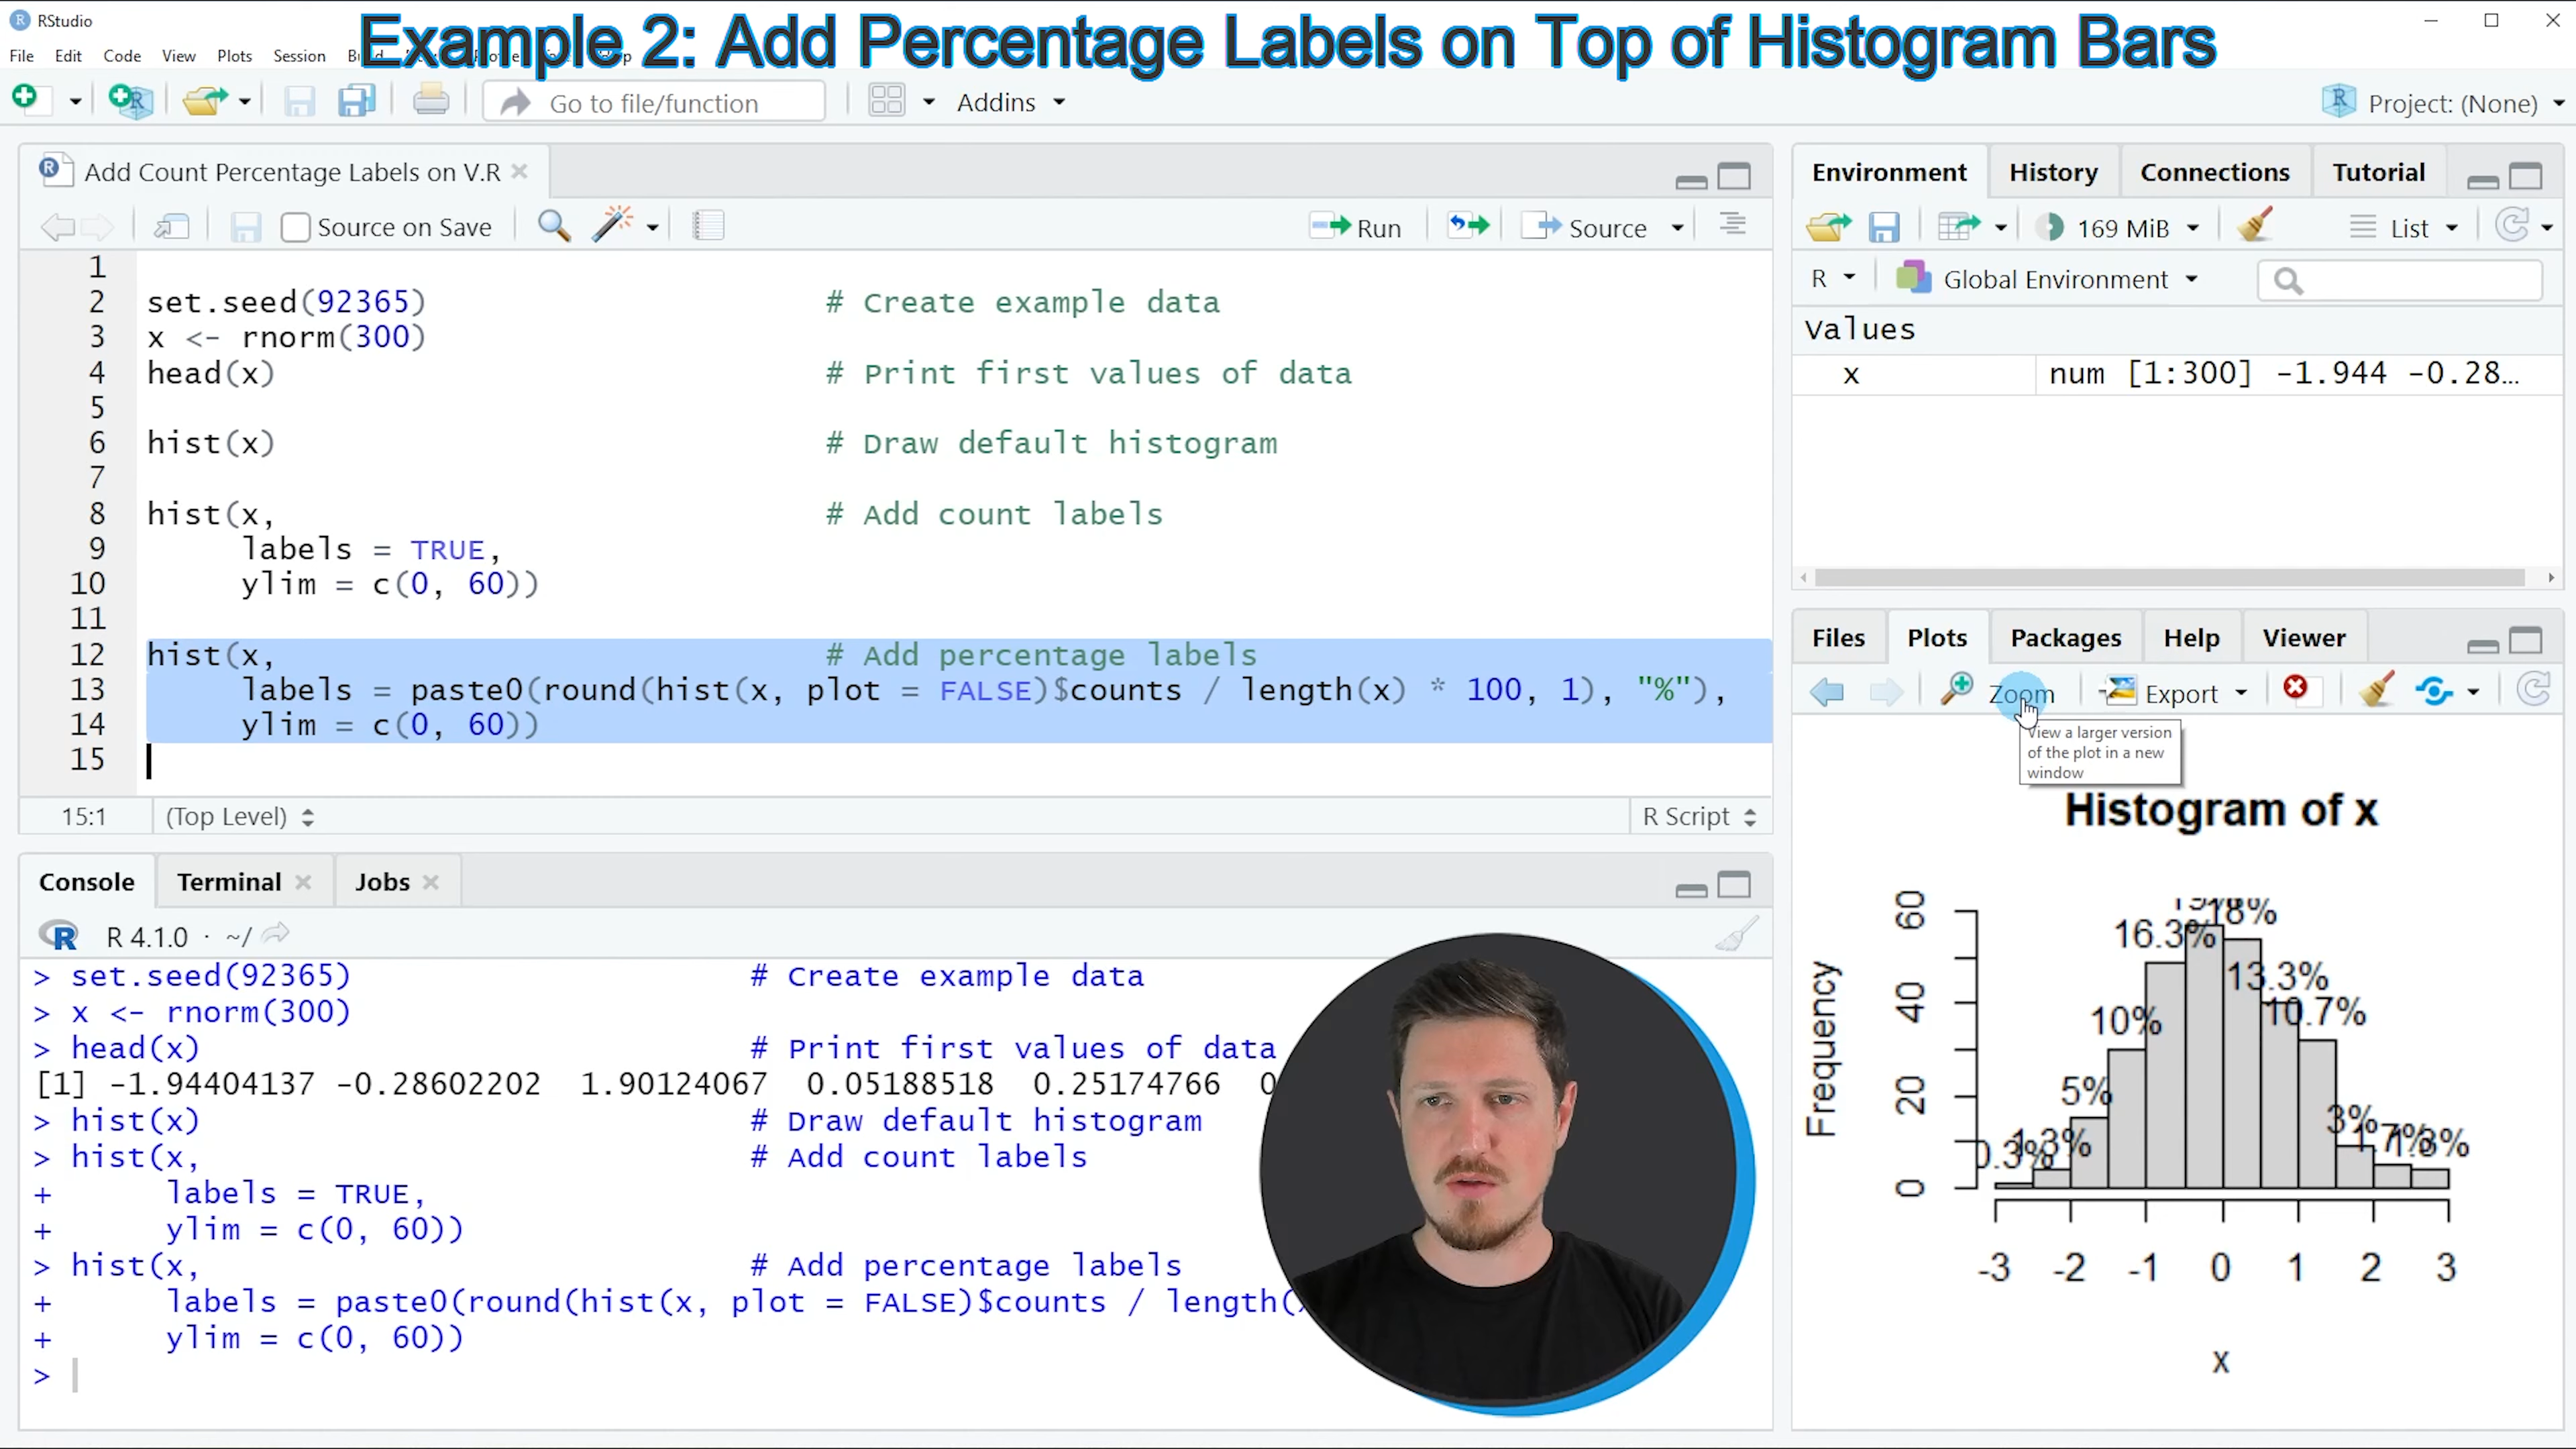 RStudio
Example 2: Add Percentage Labels on Top of Histogram Bars
File Edit Code View Plots Session
Go to file/function
Addins
Project: (None)
Add Count Percentage Labels on V.R
Source on Save
Run
Source
1
2 set.seed(92365) # Create example data
3 x <- rnorm(300)
4 head(x) # Print first values of data
5
6 hist(x) # Draw default histogram
7
8 hist(x, # Add count labels
9 labels = TRUE,
10 ylim = c(0, 60))
11
12 hist(x, # Add percentage labels
13 labels = paste0(round(hist(x, plot = FALSE)$counts / length(x) * 100, 1), "%"),
14 ylim = c(0, 60))
15
15:1 (Top Level) R Script
Console Terminal Jobs
R 4.1.0 · ~/
> set.seed(92365) # Create example data
> x <- rnorm(300)
> head(x) # Print first values of data
[1] -1.94404137 -0.28602202 1.90124067 0.05188518 0.25174766 0
> hist(x) # Draw default histogram
> hist(x, # Add count labels
+ labels = TRUE,
+ ylim = c(0, 60))
> hist(x, # Add percentage labels
+ labels = paste0(round(hist(x, plot = FALSE)$counts / length(
+ ylim = c(0, 60))
>
Environment History Connections Tutorial
169 MiB
List
R Global Environment
Values
x num [1:300] -1.944 -0.28...
Files Plots Packages Help Viewer
Zoom Export
View a larger version
of the plot in a new
window
Histogram of x
Frequency
60
40
20
0
0.3%
1.3%
5%
10%
16.3%
18%
13.3%
10.7%
3%
1.7%
1.3%
-3 -2 -1 0 1 2 3
x